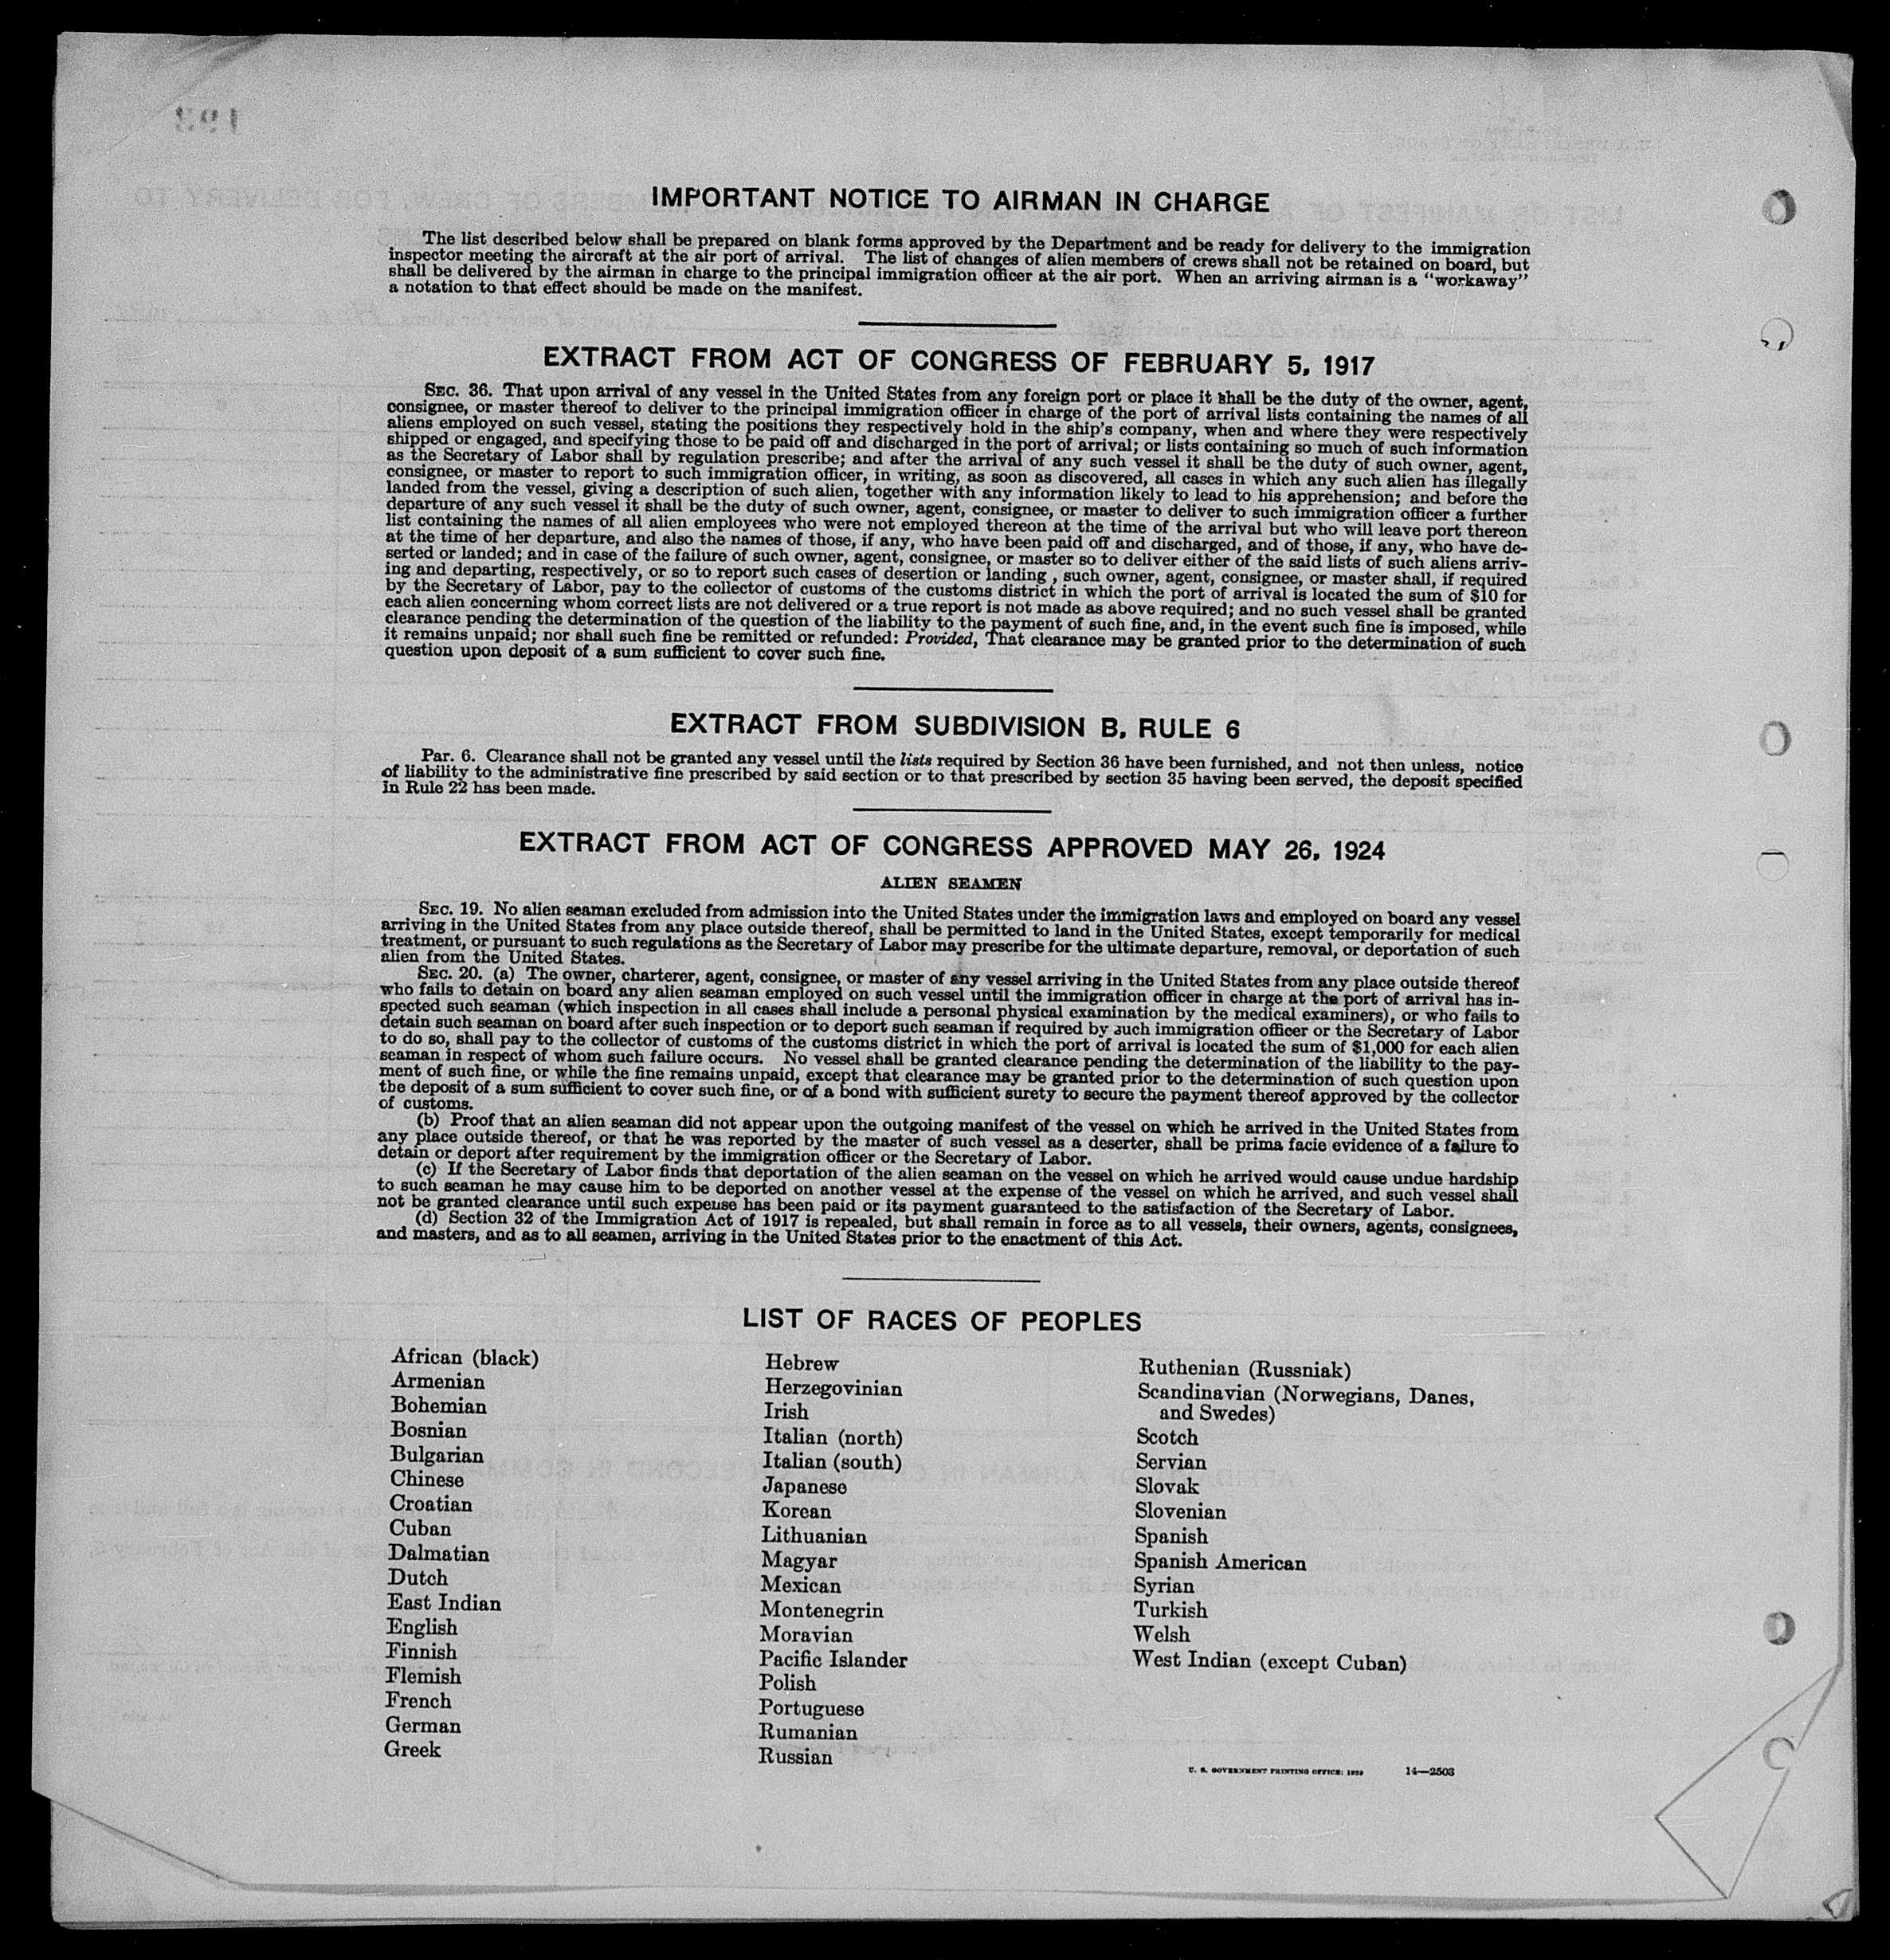 IMPORTANT NOTICE TO AIRMAN IN CHARGE
The list described below shall be prepared on blank forms approved by the Department and be ready for delivery to the immigration
inspector meeting the aircraft at the air port of arrival. The list of changes of alien members of crews shall not be retained on board, but
shall be delivered by the airman in charge to the principal immigration officer at the air port. When an arriving airman is a "workaway"
a notation to that effect should be made on the manifest.
EXTRACT FROM ACT OF CONGRESS OF FEBRUARY 5, 1917
SEC. 36. That upon arrival of any vessel in the United States from any foreign port or place it shall be the duty of the owner, agent,
consignee, or master thereof to deliver to the principal immigration officer in charge of the port of arrival lists containing the names of all
aliens employed on such vessel, stating the positions they respectively hold in the ship's company, when and where they were respectively
shipped or engaged, and specifying those to be paid off and discharged in the port of arrival; or lists containing so much of such information
as the Secretary of Labor shall by regulation prescribe; and after the arrival of any such vessel it shall be the duty of such owner, agent,
consignee, or master to report to such immigration officer, in writing, as soon as discovered, all cases in which any such alien has illegally
landed from the vessel, giving a description of such alien, together with any information likely to lead to his apprehension; and before the
departure of any such vessel it shall be the duty of such owner, agent, consignee, or master to deliver to such immigration officer a further
list containing the names of all alien employees who were not employed thereon at the time of the arrival but who will leave port thereon
at the time of her departure, and also the names of those, if any, who have been paid off and discharged, and of those, if any, who have de-
serted or landed; and in case of the failure of such owner, agent, consignee, or master so to deliver either of the said lists of such aliens arriv-
ing and departing, respectively, or so to report such cases of desertion or landing , such owner, agent, consignee, or master shall, if required
by the Secretary of Labor, pay to the collector of customs of the customs district in which the port of arrival is located the sum of $10 for
each alien concerning whom correct lists are not delivered or a true report is not made as above required; and no such vessel shall be granted
clearance pending the determination of the question of the liability to the payment of such fine, and, in the event such fine is imposed, while
it remains unpaid; nor shall such fine be remitted or refunded: Provided, That clearance may be granted prior to the determination of such
question upon deposit of a sum sufficient to cover such fine.
EXTRACT FROM SUBDIVISION B, RULE 6
Par. 6. Clearance shall not be granted any vessel until the lists required by Section 36 have been furnished, and not then unless, notice
of liability to the administrative fine prescribed by said section or to that prescribed by section 35 having been served, the deposit specified
in Rule 22 has been made.
EXTRACT FROM ACT OF CONGRESS APPROVED MAY 26, 1924
ALIEN SEAMEN
SEC. 19. No alien seaman excluded from admission into the United States under the immigration laws and employed on board any vessel
arriving in the United States from any place outside thereof, shall be permitted to land in the United States, except temporarily for medical
treatment, or pursuant to such regulations as the Secretary of Labor may prescribe for the ultimate departure, removal, or deportation of such
alien from the United States.
SEC. 20. (a) The owner, charterer, agent, consignee, or master of any vessel arriving in the United States from any place outside thereof
who fails to detain on board any alien seaman employed on such vessel until the immigration officer in charge at the port of arrival has in-
spected such seaman (which inspection in all cases shall include a personal physical examination by the medical examiners), or who fails to
detain such seaman on board after such inspection or to deport such seaman if required by such immigration officer or the Secretary of Labor
to do so, shall pay to the collector of customs of the customs district in which the port of arrival is located the sum of $1,000 for each alien
seaman in respect of whom such failure occurs. No vessel shall be granted clearance pending the determination of the liability to the pay-
ment of such fine, or while the fine remains unpaid, except that clearance may be granted prior to the determination of such question upon
the deposit of a sum sufficient to cover such fine, or of a bond with sufficient surety to secure the payment thereof approved by the collector
of customs.
(b) Proof that an alien seaman did not appear upon the outgoing manifest of the vessel on which he arrived in the United States from
any place outside thereof, or that he was reported by the master of such vessel as a deserter, shall be prima facie evidence of a failure to
detain or deport after requirement by the immigration officer or the Secretary of Labor.
(c) If the Secretary of Labor finds that deportation of the alien seaman on the vessel on which he arrived would cause undue hardship
to such seaman he may cause him to be deported on another vessel at the expense of the vessel on which he arrived, and such vessel shall
not be granted clearance until such expense has been paid or its payment guaranteed to the satisfaction of the Secretary of Labor.
(d) Section 32 of the Immigration Act of 1917 is repealed, but shall remain in force as to all vessels, their owners, agents, consignees,
and masters, and as to all seamen, arriving in the United States prior to the enactment of this Act.
LIST OF RACES OF PEOPLES
African (black)
Armenian
Bohemian
Bosnian
Bulgarian
Chinese
Croatian
Cuban
Dalmatian
Dutch
East Indian
English
Finnish
Flemish
French
German
Greek
Hebrew
Herzegovinian
Irish
Italian (north)
Italian (south)
Japanese
Korean
Lithuanian
Magyar
Mexican
Montenegrin
Moravian
Pacific Islander
Polish
Portuguese
Rumanian
Russian
Ruthenian (Russniak)
Scandinavian (Norwegians, Danes,
and Swedes)
Scotch
Servian
Slovak
Slovenian
Spanish
Spanish American
Syrian
Turkish
Welsh
West Indian (except Cuban)
U. S. GOVERNMENT PRINTING OFFICE: 1929 14—2503